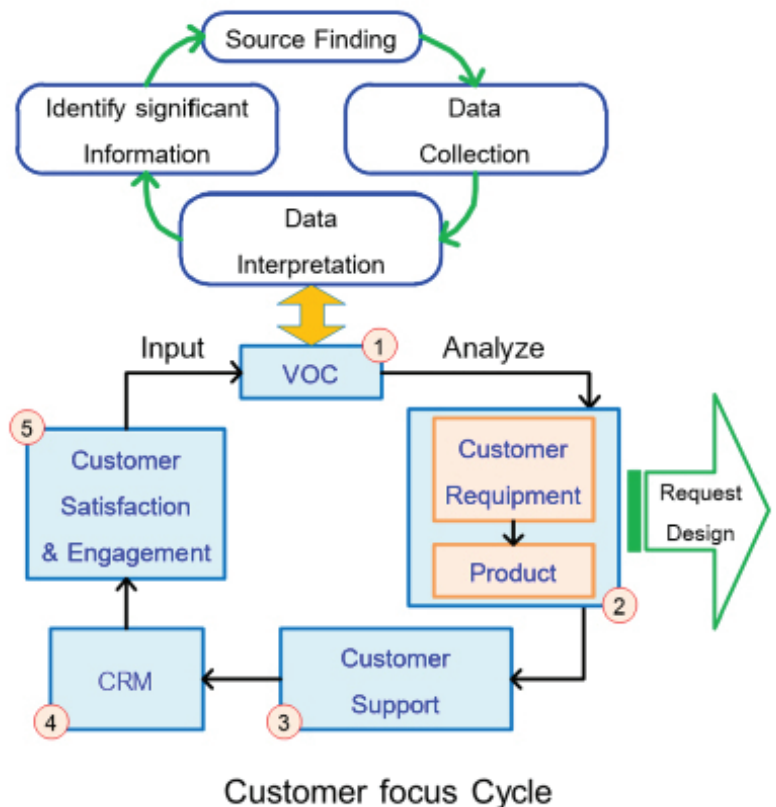 Source Finding
Identify significant
Information
Data
Collection
Data
Interpretation
Input
1
Analyze
VOC
5
Customer
Satisfaction
& Engagement
Customer
Requipment
Product
2
Request
Design
CRM
4
Customer
Support
3
Customer focus Cycle